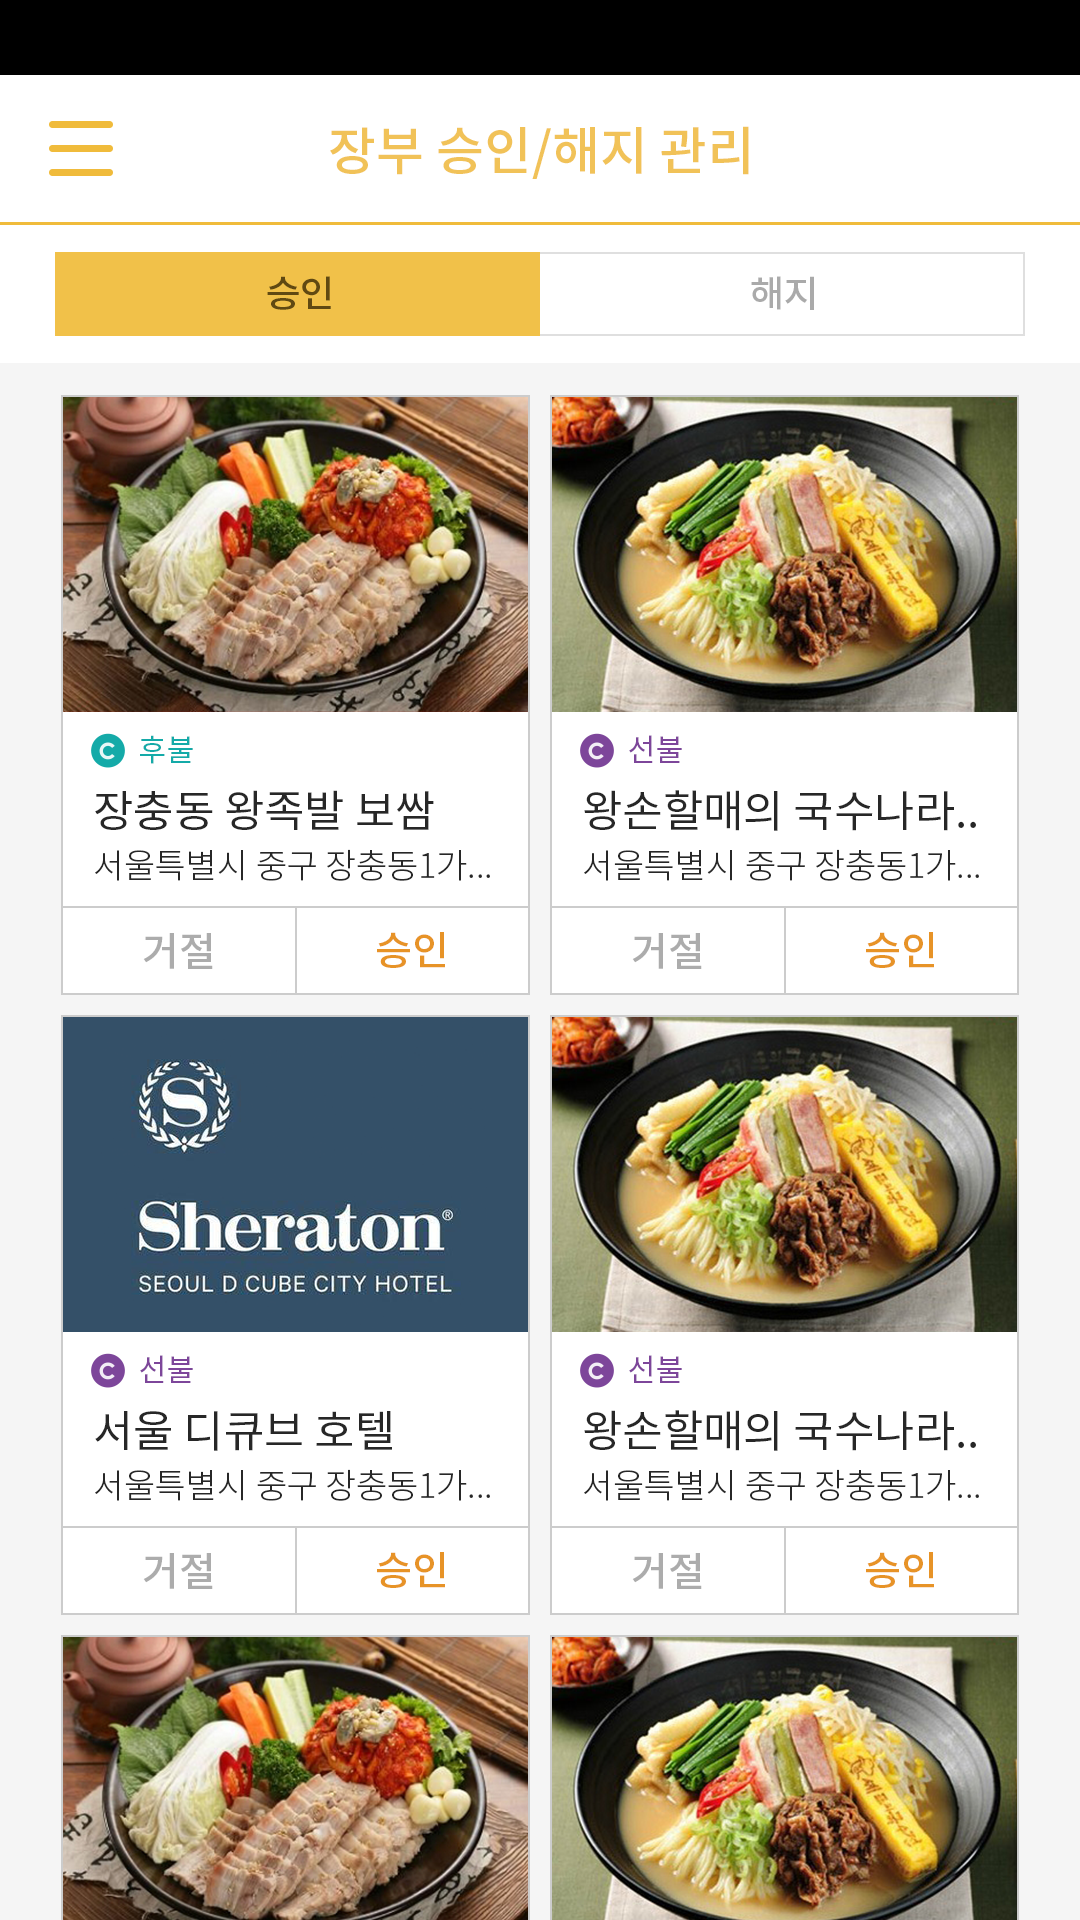 장부 승인/해지 관리
승인
해지
후불
장충동 왕족발 보쌈
서울특별시 중구 장충동1가...
거절
승인
선불
왕손할매의 국수나라..
서울특별시 중구 장충동1가...
거절
승인
S
Sheraton®
SEOUL D CUBE CITY HOTEL
선불
서울 디큐브 호텔
서울특별시 중구 장충동1가...
거절
승인
선불
왕손할매의 국수나라..
서울특별시 중구 장충동1가...
거절
승인